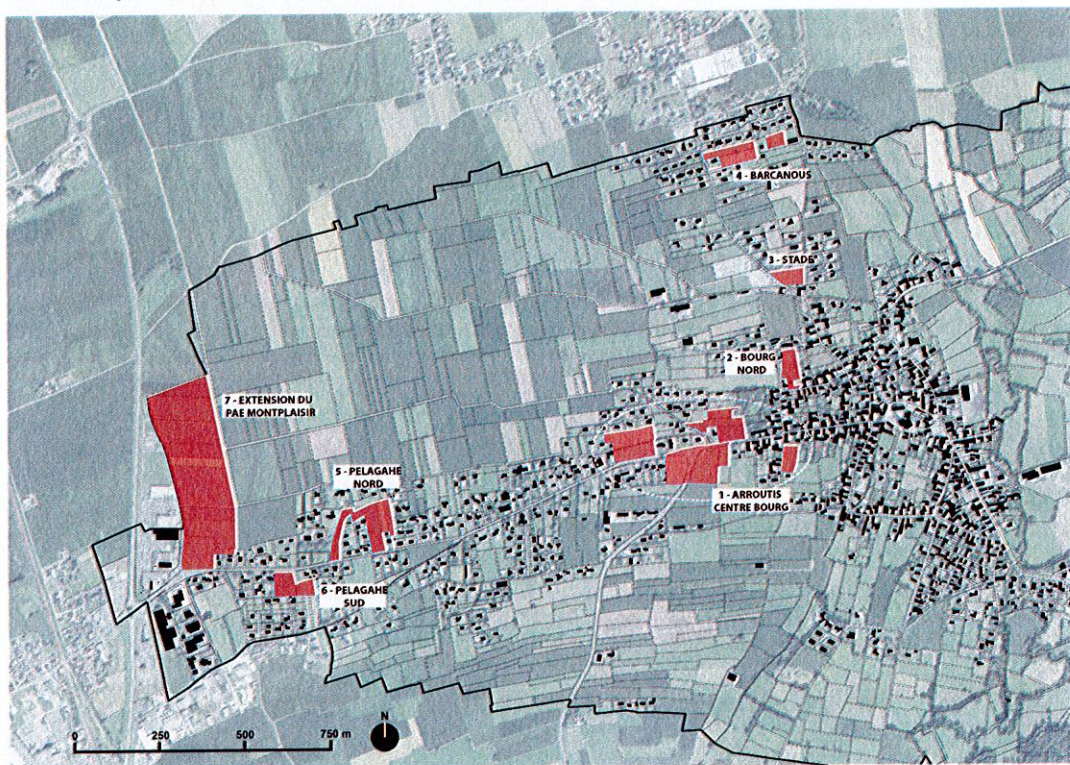 4 - BARCANOUS
3 - STADE
2 - BOURG
NORD
7 - EXTENSION DU
PAE MONTPLAISIR
5 - PELAGAHE
NORD
1 - ARROUTIS
CENTRE BOURG
6 - PELAGAHE
SUD
N
0 250 500 750 m